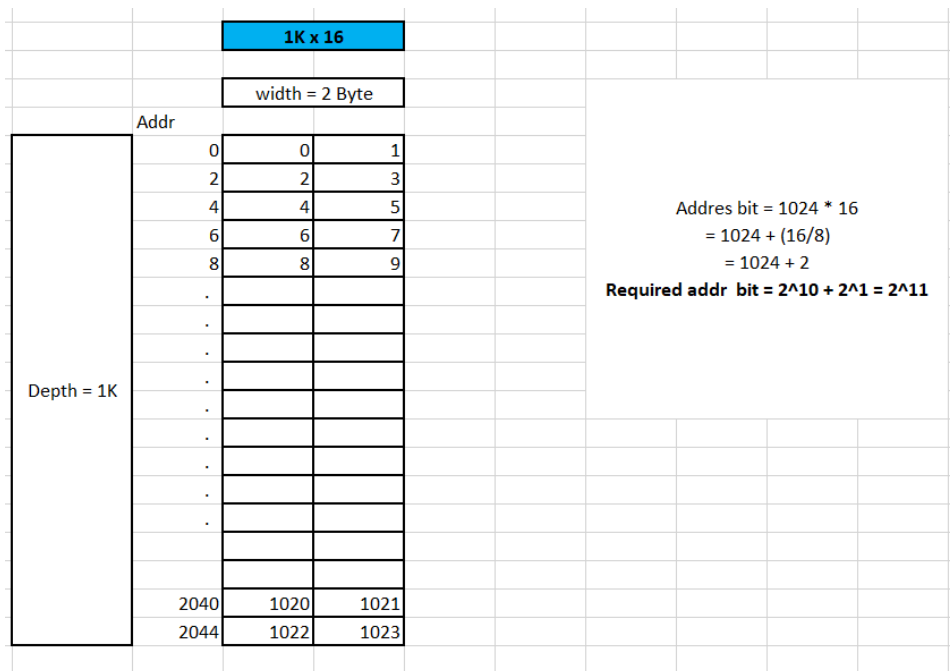 1K x 16
width = 2 Byte
Addr
0 0 1
2 2 3
4 4 5
6 6 7
8 8 9
.
.
.
.
.
.
.
.
.
2040 1020 1021
2044 1022 1023
Depth = 1K
Addres bit = 1024 * 16
= 1024 + (16/8)
= 1024 + 2
Required addr bit = 2^10 + 2^1 = 2^11